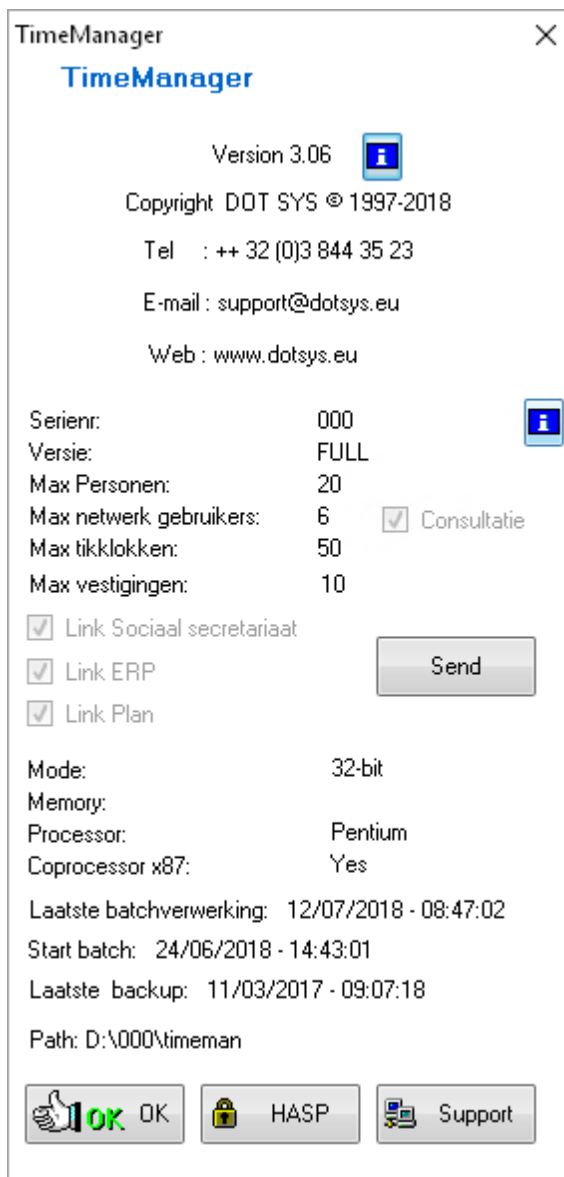 TimeManager
TimeManager
Version 3.06
Copyright DOT SYS © 1997-2018
Tel : ++ 32 (0)3 844 35 23
E-mail : support@dotsys.eu
Web : www.dotsys.eu
Serienr: 000
Versie: FULL
Max Personen: 20
Max netwerk gebruikers: 6 Consultatie
Max tikklokken: 50
Max vestigingen: 10
Link Sociaal secretariaat
Link ERP Send
Link Plan
Mode: 32-bit
Memory:
Processor: Pentium
Coprocessor x87: Yes
Laatste batchverwerking: 12/07/2018 - 08:47:02
Start batch: 24/06/2018 - 14:43:01
Laatste backup: 11/03/2017 - 09:07:18
Path: D:\000\timeman
OK OK HASP Support